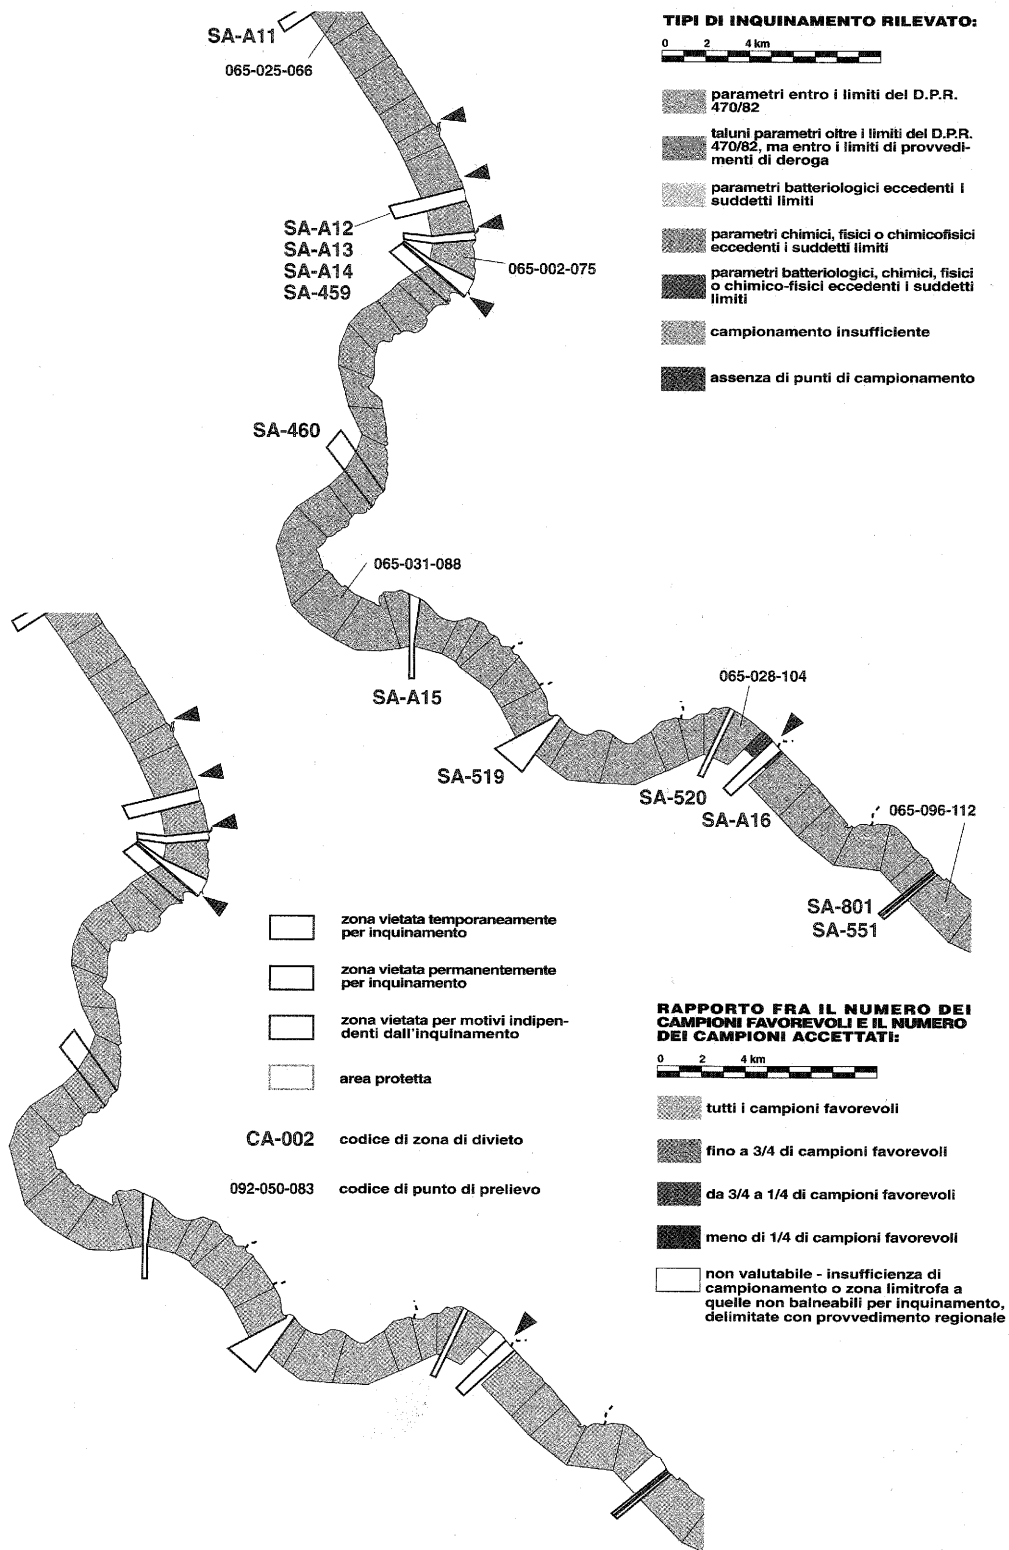 SA-A11
065-025-066
SA-A12
SA-A13
SA-A14
SA-459
065-002-075
SA-460
065-031-088
SA-A15
SA-519
065-028-104
SA-520
SA-A16
065-096-112
SA-801
SA-551
TIPI DI INQUINAMENTO RILEVATO:
0 2 4 km
parametri entro i limiti del D.P.R.
470/82
taluni parametri oltre i limiti del D.P.R.
470/82, ma entro i limiti di provvedi-
menti di deroga
parametri batteriologici eccedenti i
suddetti limiti
parametri chimici, fisici o chimicofisici
eccedenti i suddetti limiti
parametri batteriologici, chimici, fisici
o chimico-fisici eccedenti i suddetti
limiti
campionamento insufficiente
assenza di punti di campionamento
zona vietata temporaneamente
per inquinamento
zona vietata permanentemente
per inquinamento
zona vietata per motivi indipen-
denti dall'inquinamento
area protetta
CA-002 codice di zona di divieto
092-050-083 codice di punto di prelievo
RAPPORTO FRA IL NUMERO DEI
CAMPIONI FAVOREVOLI E IL NUMERO
DEI CAMPIONI ACCETTATI:
0 2 4 km
tutti i campioni favorevoli
fino a 3/4 di campioni favorevoli
da 3/4 a 1/4 di campioni favorevoli
meno di 1/4 di campioni favorevoli
non valutabile - insufficienza di
campionamento o zona limitrofa a
quelle non balneabili per inquinamento,
delimitate con provvedimento regionale